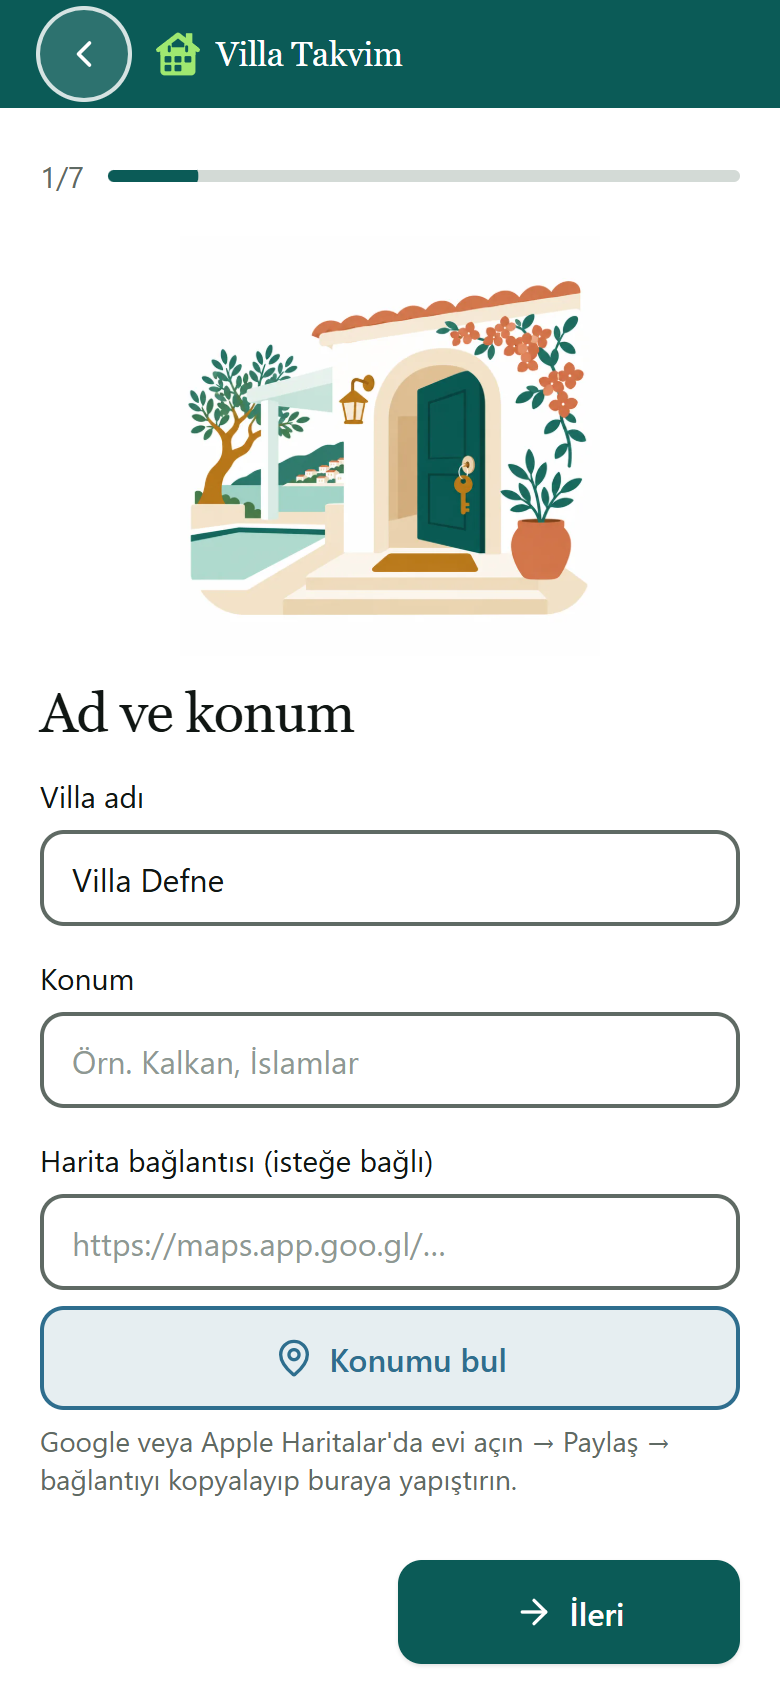 Villa Takvim
1/7
Ad ve konum
Villa adı
Villa Defne
Konum
Örn. Kalkan, İslamlar
Harita bağlantısı (isteğe bağlı)
https://maps.app.goo.gl/...
Konumu bul
Google veya Apple Haritalar'da evi açın → Paylaş →
bağlantıyı kopyalayıp buraya yapıştırın.
→ İleri